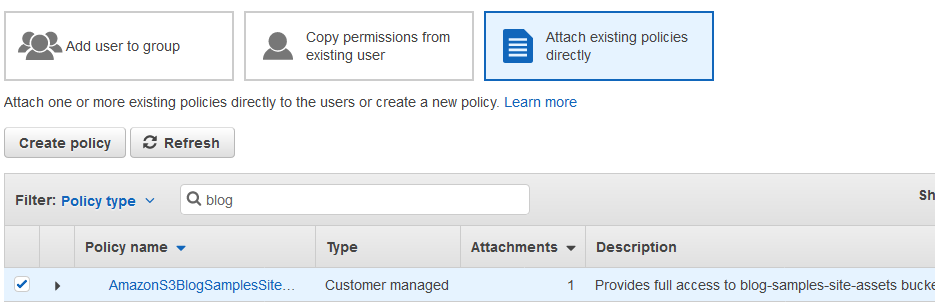 Add user to group
Copy permissions from
existing user
Attach existing policies
directly
Attach one or more existing policies directly to the users or create a new policy. Learn more
Create policy Refresh
Filter: Policy type blog Sh
Policy name Type Attachments Description
AmazonS3BlogSamplesSite… Customer managed 1 Provides full access to blog-samples-site-assets bucke